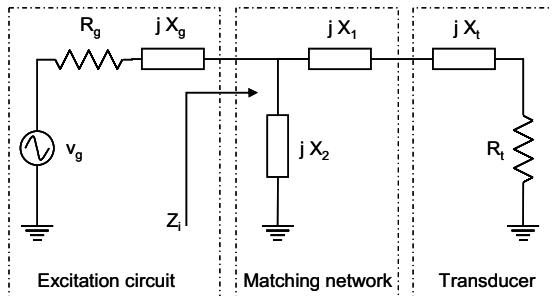 R_g
j X_g
j X_1
j X_t
v_g
j X_2
R_t
Z_i
Excitation circuit
Matching network
Transducer